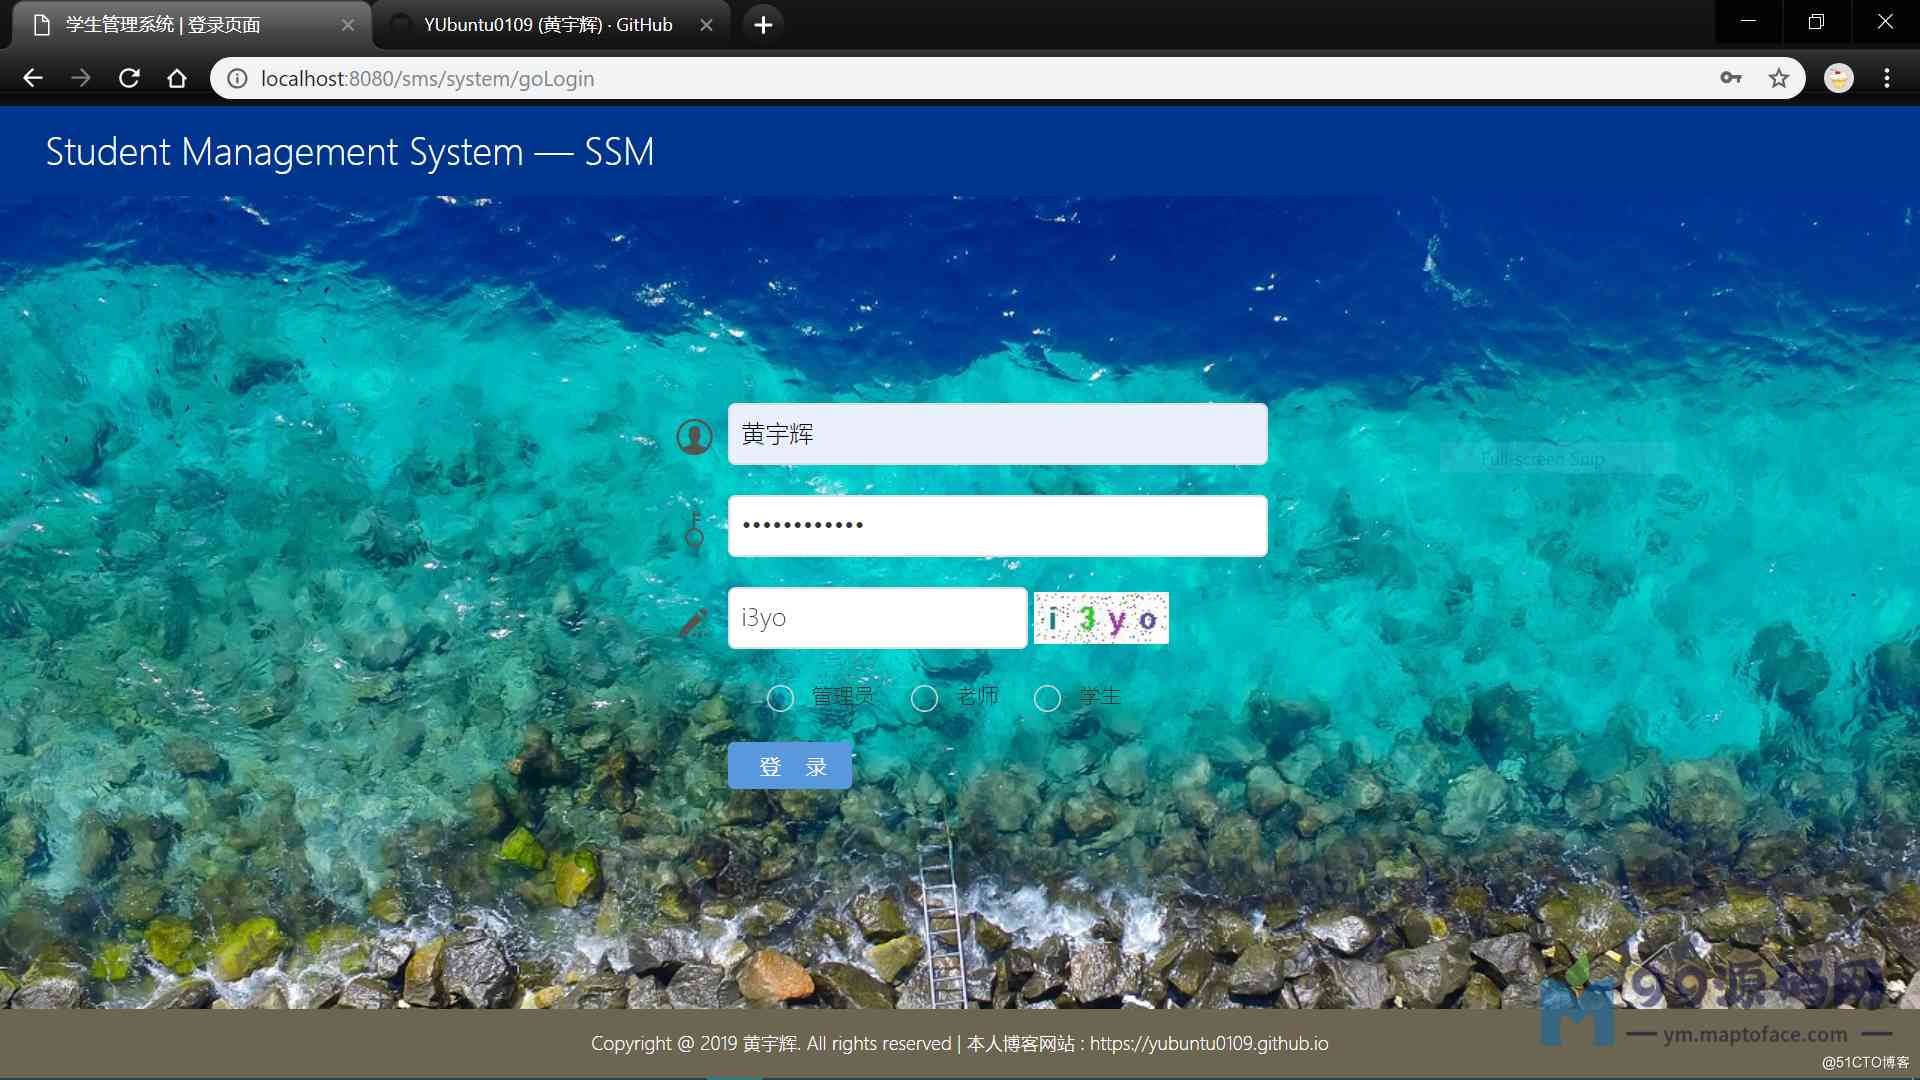 学生管理系统 | 登录页面
YUbuntu0109 (黄宇辉) · GitHub
localhost:8080/sms/system/goLogin
Student Management System — SSM
黄宇辉
Full-screen Snip
••••••••••••
i3yo
i 3 y o
管理员 老师 学生
登 录
99源码网
ym.maptoface.com
Copyright @ 2019 黄宇辉. All rights reserved | 本人博客网站 : https://yubuntu0109.github.io
@51CTO博客